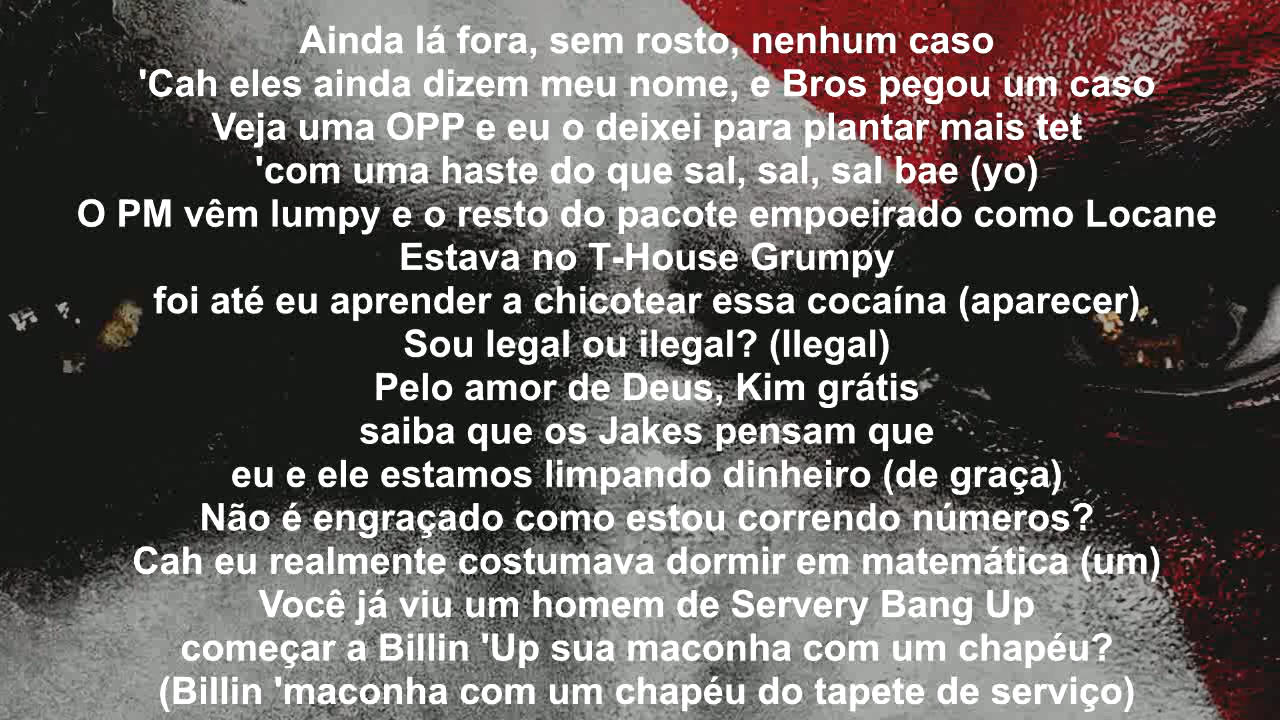 Ainda lá fora, sem rosto, nenhum caso
'Cah eles ainda dizem meu nome, e Bros pegou um caso
Veja uma OPP e eu o deixei para plantar mais tet
'com uma haste do que sal, sal, sal bae (yo)
O PM vêm lumpy e o resto do pacote empoeirado como Locane
Estava no T-House Grumpy
foi até eu aprender a chicotear essa cocaína (aparecer)
Sou legal ou ilegal? (Ilegal)
Pelo amor de Deus, Kim grátis
saiba que os Jakes pensam que
eu e ele estamos limpando dinheiro (de graça)
Não é engraçado como estou correndo números?
Cah eu realmente costumava dormir em matemática (um)
Você já viu um homem de Servery Bang Up
começar a Billin 'Up sua maconha com um chapéu?
(Billin 'maconha com um chapéu do tapete de serviço)